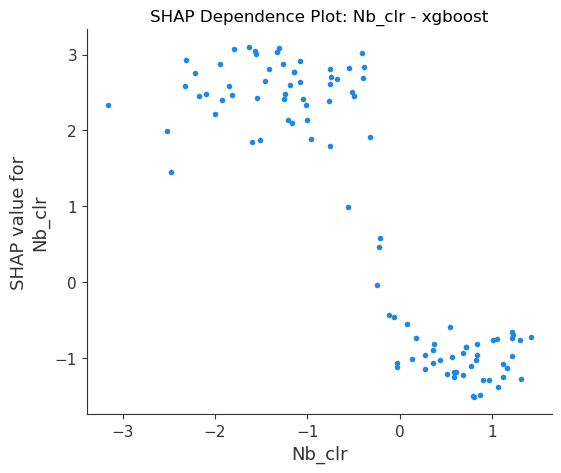 SHAP Dependence Plot: Nb_clr - xgboost
SHAP value for
Nb_clr
3
2
1
0
−1
−3
−2
−1
0
1
Nb_clr